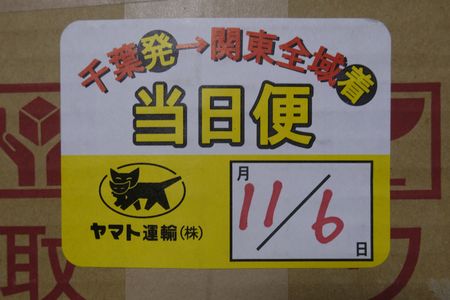 千葉発→関東全域着
当日便
ヤマト運輸(株)
月
11/6
日
取